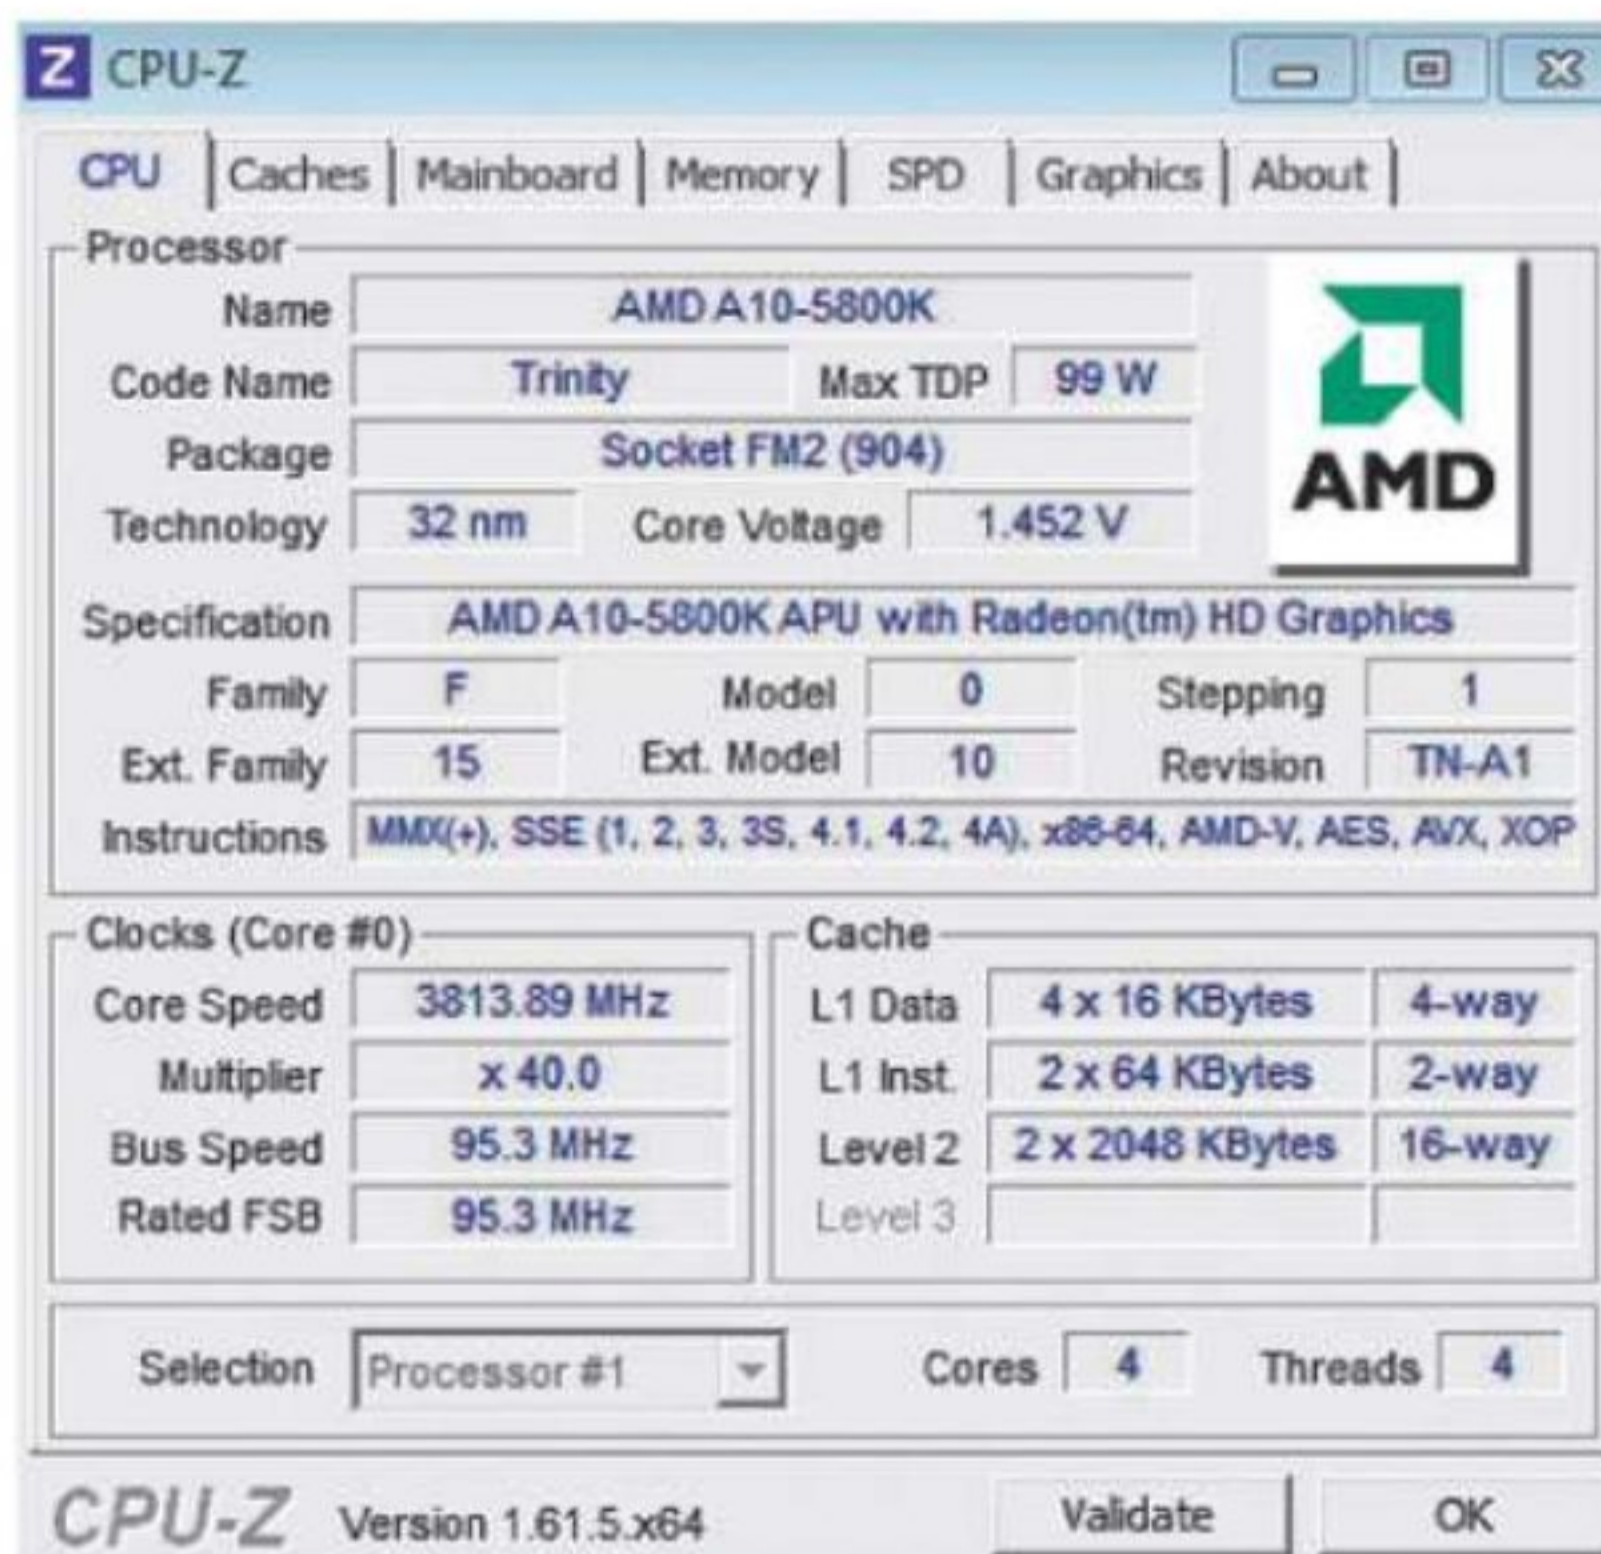 Z CPU-Z
CPU Caches Mainboard Memory SPD Graphics About
Processor
Name AMD A10-5800K
Code Name Trinity Max TDP 99 W
Package Socket FM2 (904)
AMD
Technology 32 nm Core Voltage 1.452 V
Specification AMD A10-5800K APU with Radeon(tm) HD Graphics
Family F Model 0 Stepping 1
Ext. Family 15 Ext. Model 10 Revision TN-A1
Instructions MMX(+), SSE (1, 2, 3, 3S, 4.1, 4.2, 4A), x86-64, AMD-V, AES, AVX, XOP
Clocks (Core #0)
Core Speed 3813.89 MHz
Multiplier x 40.0
Bus Speed 95.3 MHz
Rated FSB 95.3 MHz
Cache
L1 Data 4 x 16 KBytes 4-way
L1 Inst. 2 x 64 KBytes 2-way
Level 2 2 x 2048 KBytes 16-way
Level 3
Selection Processor #1 Cores 4 Threads 4
CPU-Z Version 1.61.5.x64 Validate OK